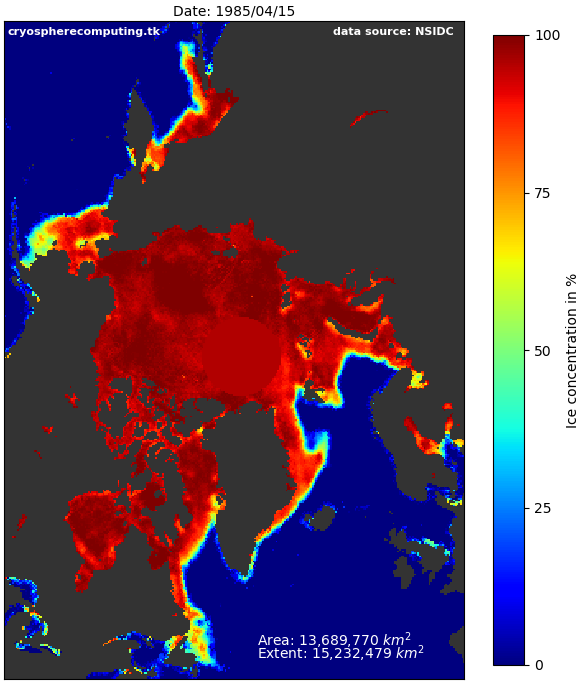 Date: 1985/04/15
cryospherecomputing.tk
data source: NSIDC
100
75
50
25
0
Ice concentration in %
Area: 13,689,770 km²
Extent: 15,232,479 km²